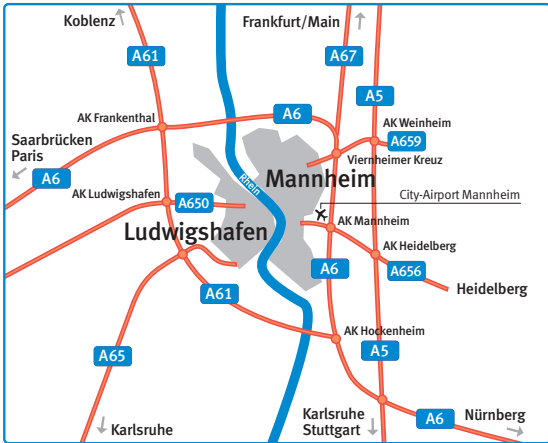 Koblenz
Frankfurt/Main
A61
A67
A5
A6
AK Frankenthal
AK Weinheim
A659
Saarbrücken
Paris
Viernheimer Kreuz
A6
Mannheim
Rhein
AK Ludwigshafen
A650
City-Airport Mannheim
AK Mannheim
Ludwigshafen
AK Heidelberg
A6
A656
A61
Heidelberg
AK Hockenheim
A65
A5
Karlsruhe
Karlsruhe
Stuttgart
A6
Nürnberg